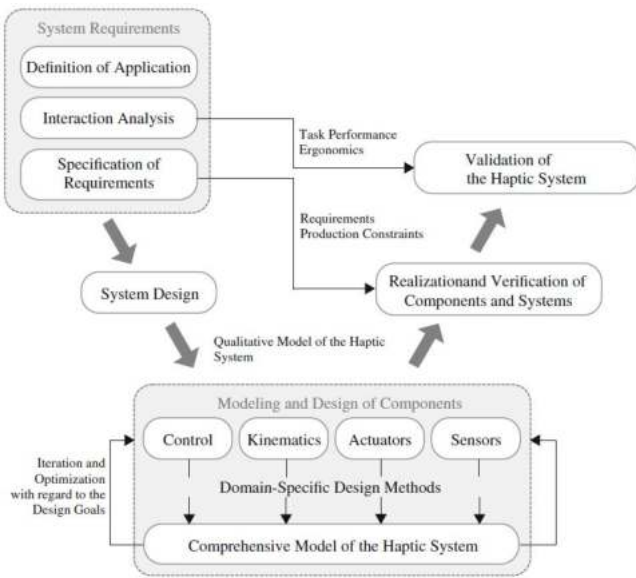 System Requirements
Definition of Application
Interaction Analysis
Specification of
Requirements
Task Performance
Ergonomics
Validation of
the Haptic System
Requirements
Production Constraints
System Design
Realizationand Verification of
Components and Systems
Qualitative Model of the Haptic
System
Modeling and Design of Components
Control
Kinematics
Actuators
Sensors
Iteration and
Optimization
with regard to the
Design Goals
Domain-Specific Design Methods
Comprehensive Model of the Haptic System